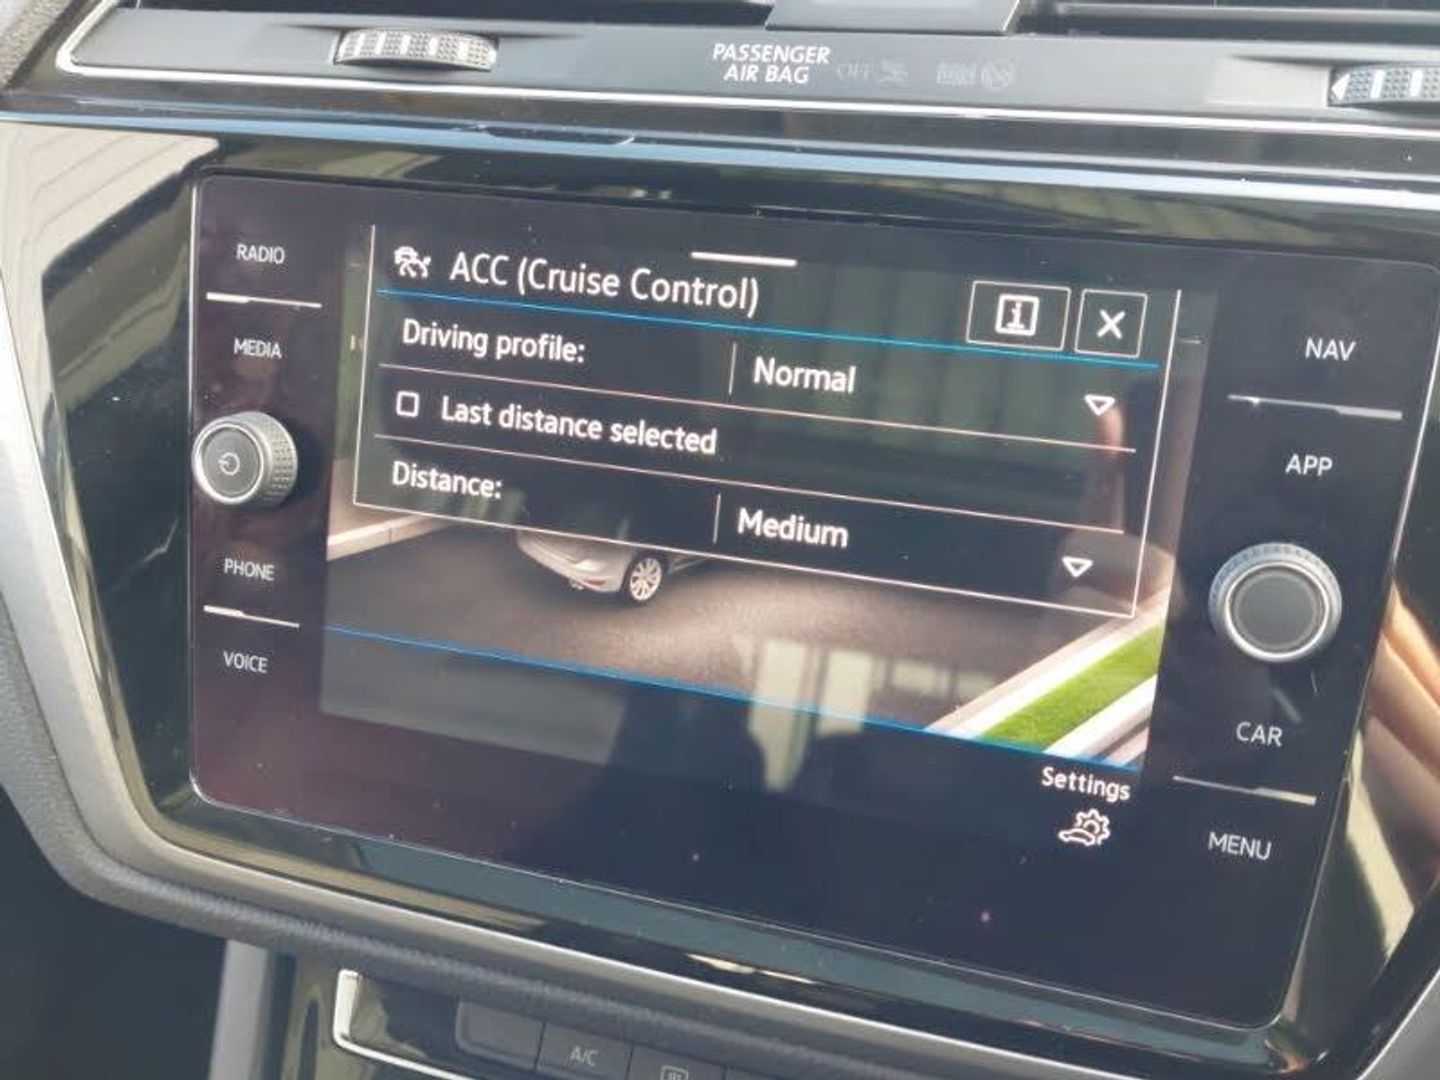 PASSENGER
AIR BAG
OFF
RADIO
MEDIA
PHONE
VOICE
ACC (Cruise Control)
Driving profile:
Normal
Last distance selected
Distance:
Medium
Settings
NAV
APP
CAR
MENU
A/C